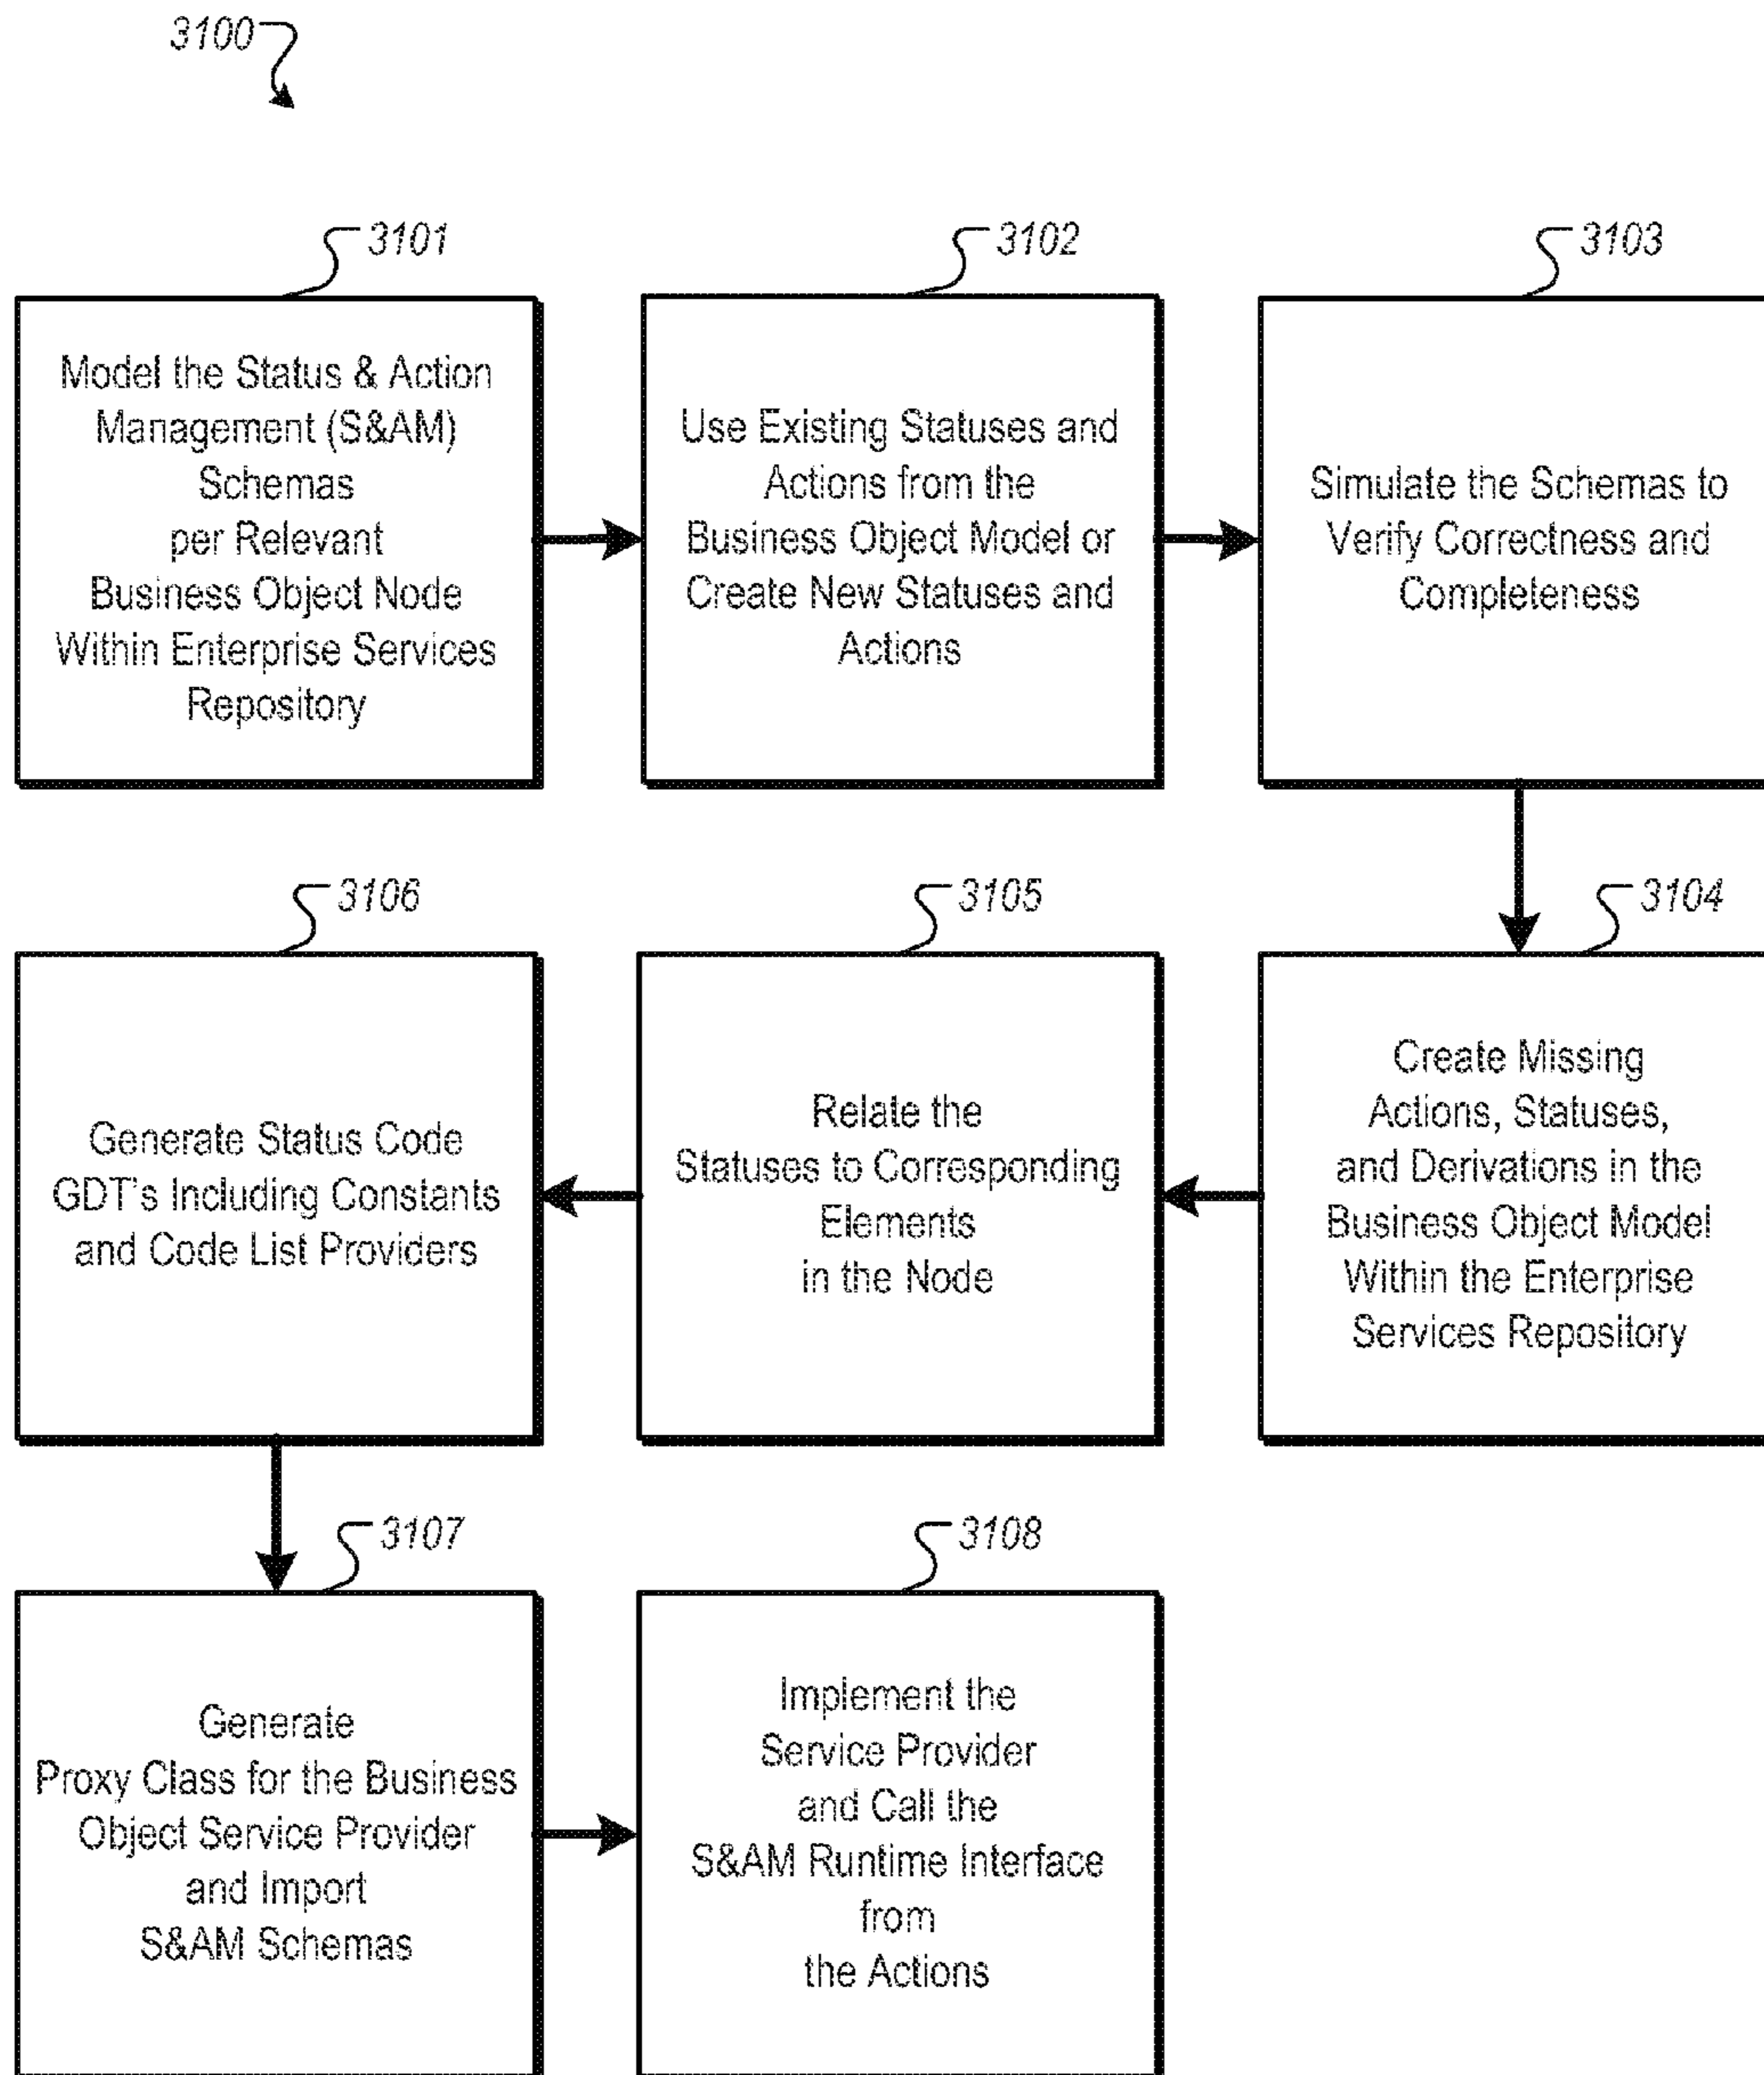 3100
3101
Model the Status & Action
Management (S&AM)
Schemas
per Relevant
Business Object Node
Within Enterprise Services
Repository
3102
Use Existing Statuses and
Actions from the
Business Object Model or
Create New Statuses and
Actions
3103
Simulate the Schemas to
Verify Correctness and
Completeness
3104
Create Missing
Actions, Statuses,
and Derivations in the
Business Object Model
Within the Enterprise
Services Repository
3105
Relate the
Statuses to Corresponding
Elements
in the Node
3106
Generate Status Code
GDT's Including Constants
and Code List Providers
3107
Generate
Proxy Class for the Business
Object Service Provider
and Import
S&AM Schemas
3108
Implement the
Service Provider
and Call the
S&AM Runtime Interface
from
the Actions